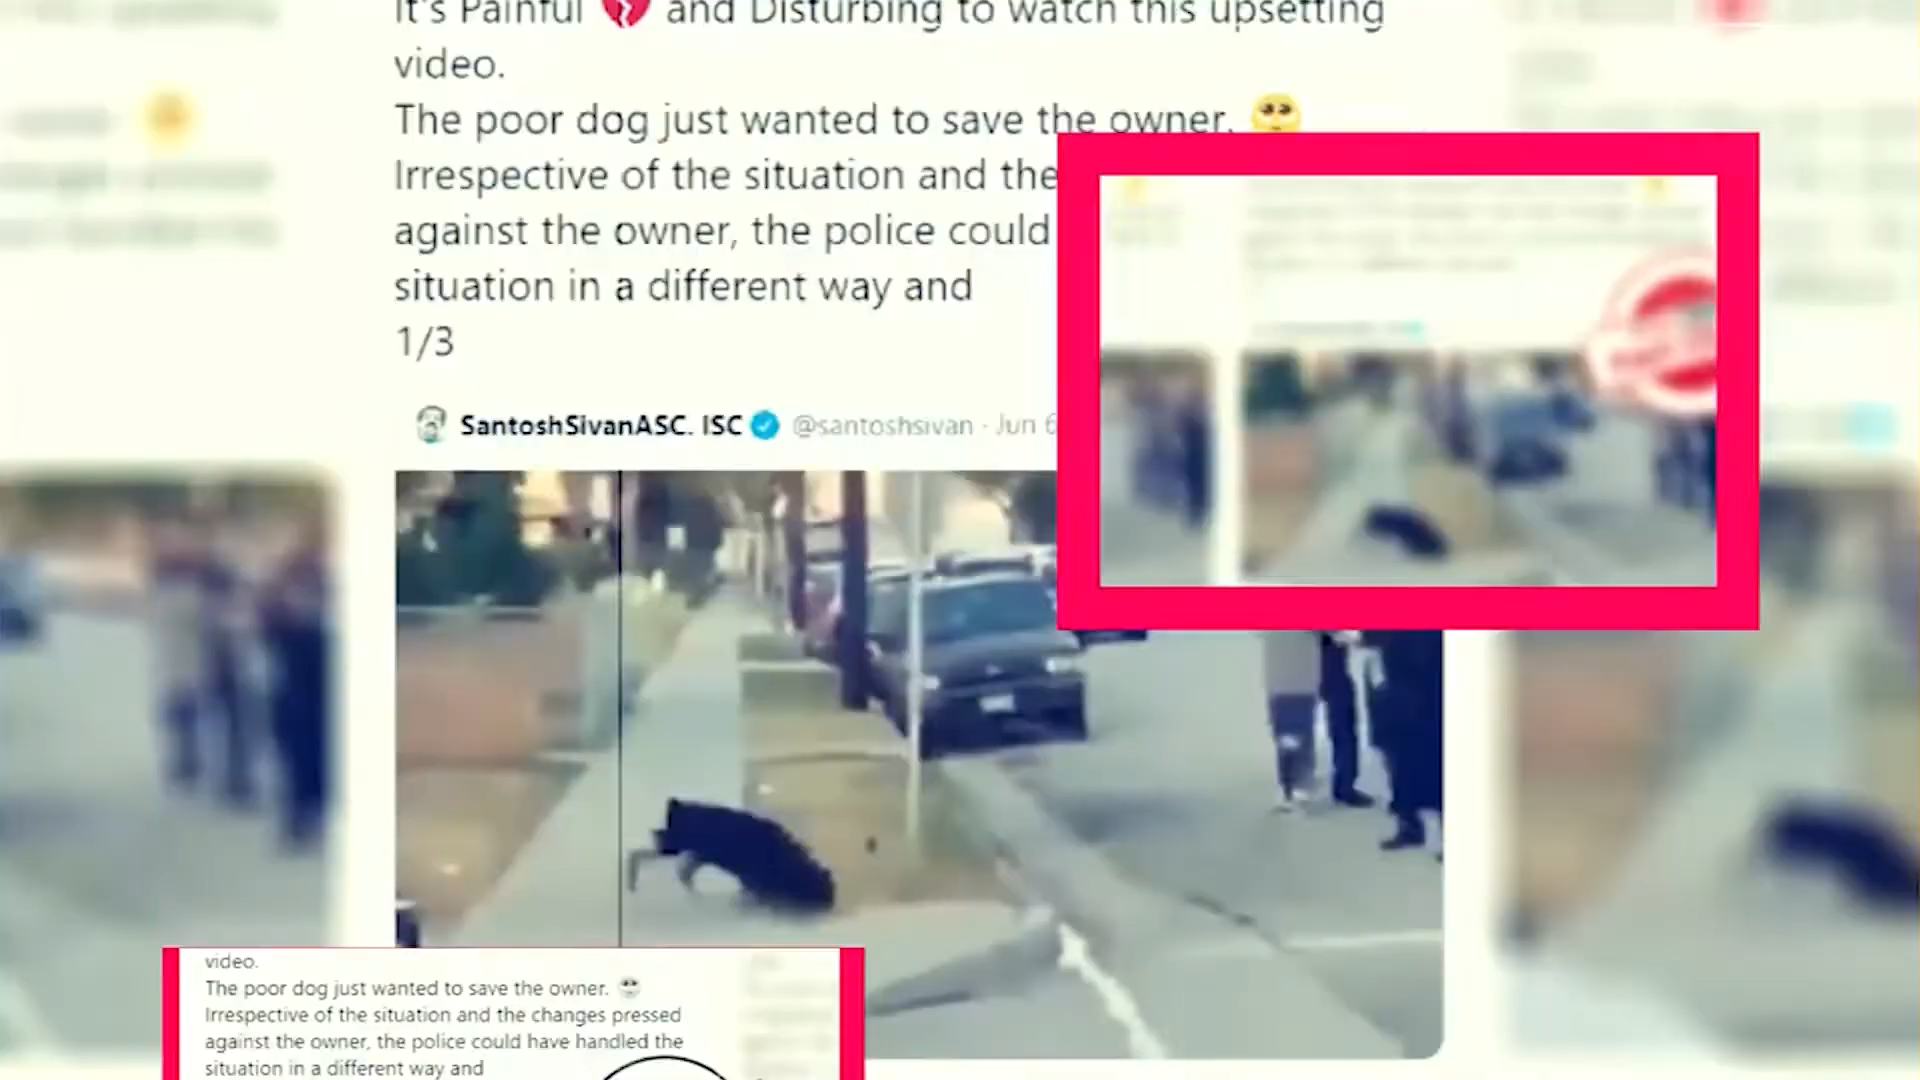 It's Painful 💔 and Disturbing to watch this upsetting
video.
The poor dog just wanted to save the owner. 🥺
Irrespective of the situation and the
against the owner, the police could
situation in a different way and
1/3
SantoshSivanASC. ISC @santoshsivan · Jun 6
video.
The poor dog just wanted to save the owner.
Irrespective of the situation and the changes pressed
against the owner, the police could have handled the
situation in a different way and